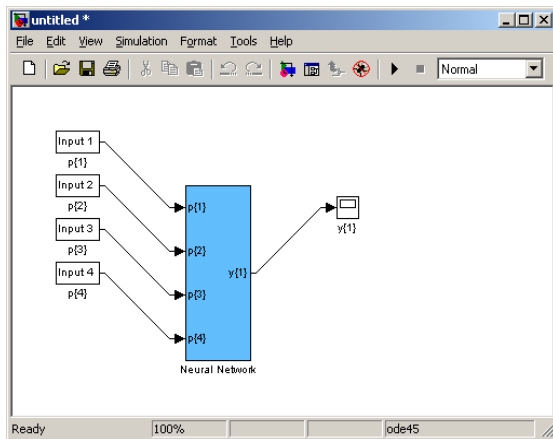 untitled *
File Edit View Simulation Format Tools Help
Normal
Input 1
p{1}
Input 2
p{2}
Input 3
p{3}
Input 4
p{4}
p{1}
p{2}
p{3}
p{4}
y{1}
Neural Network
y{1}
Ready 100% ode45